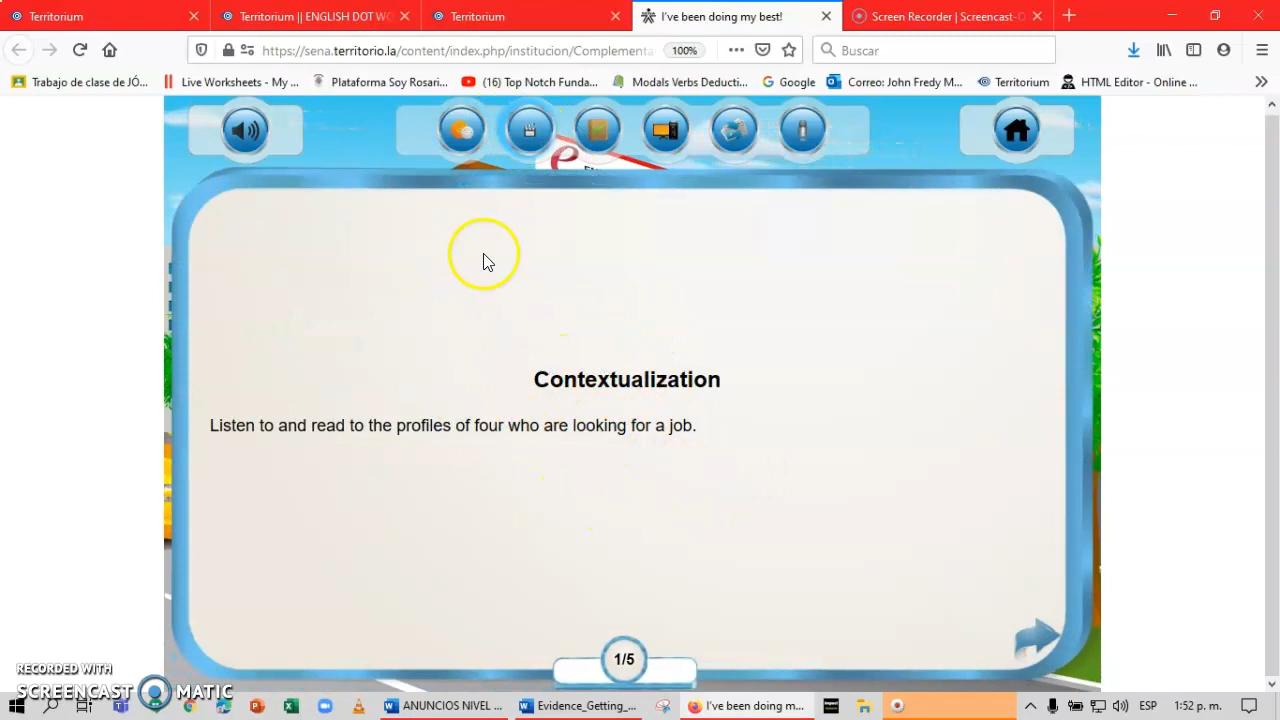 Territorium
Territorium || ENGLISH DOT WO
Territorium
I've been doing my best!
Screen Recorder | Screencast-O
https://sena.territorio.la/content/index.php/institucion/Complementa
100%
Buscar
Trabajo de clase de JÓ...
Live Worksheets - My ...
Plataforma Soy Rosari...
(16) Top Notch Funda...
Modals Verbs Deducti...
Google
Correo: John Fredy M...
Territorium
HTML Editor - Online ...
e
Contextualization
Listen to and read to the profiles of four who are looking for a job.
1/5
RECORDED WITH
SCREENCAST MATIC
ANUNCIOS NIVEL ...
Evidence_Getting_...
I've been doing m...
ESP
1:52 p. m.